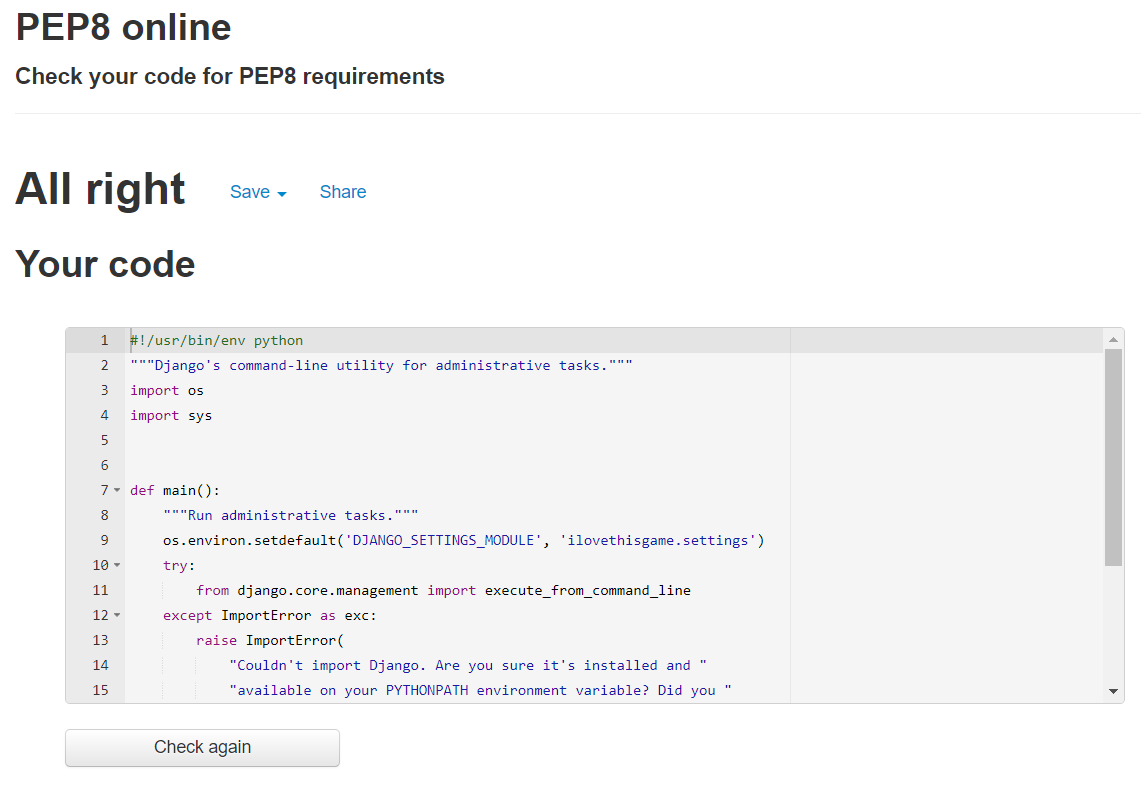 PEP8 online
Check your code for PEP8 requirements
All right Save Share
Your code
1 #!/usr/bin/env python
2 """Django's command-line utility for administrative tasks."""
3 import os
4 import sys
5
6
7 def main():
8     """Run administrative tasks."""
9     os.environ.setdefault('DJANGO_SETTINGS_MODULE', 'ilovethisgame.settings')
10     try:
11         from django.core.management import execute_from_command_line
12     except ImportError as exc:
13         raise ImportError(
14             "Couldn't import Django. Are you sure it's installed and "
15             "available on your PYTHONPATH environment variable? Did you "
Check again